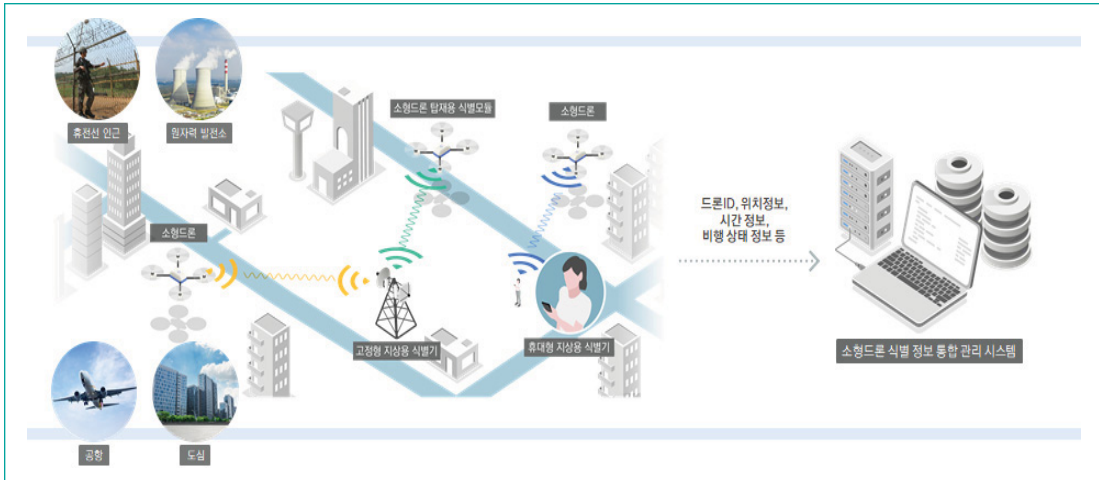 휴전선 인근
원자력 발전소
소형드론 탑재용 식별모듈
소형드론
소형드론
드론ID, 위치정보,
시간 정보,
비행 상태 정보 등
고정형 지상용 식별기
휴대형 지상용 식별기
소형드론 식별 정보 통합 관리 시스템
공항
도심